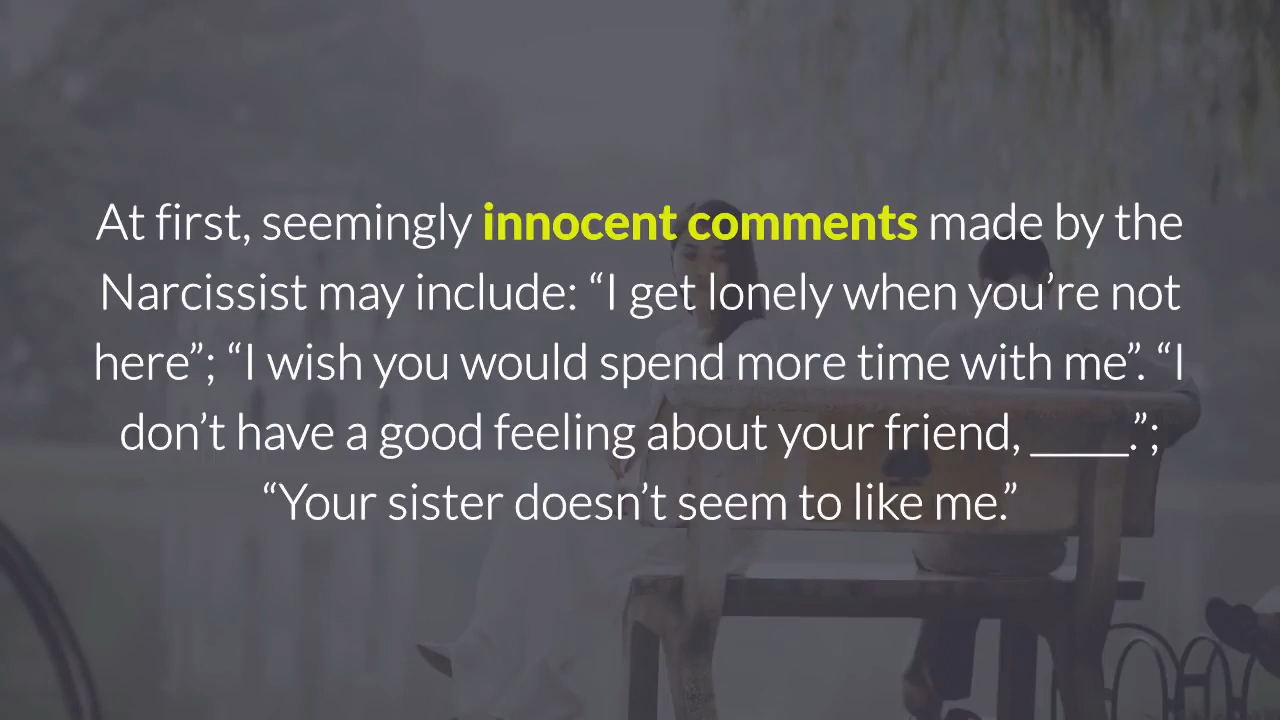 At first, seemingly innocent comments made by the
Narcissist may include: “I get lonely when you’re not
here”; “I wish you would spend more time with me”. “I
don’t have a good feeling about your friend, _____.”;
“Your sister doesn’t seem to like me.”